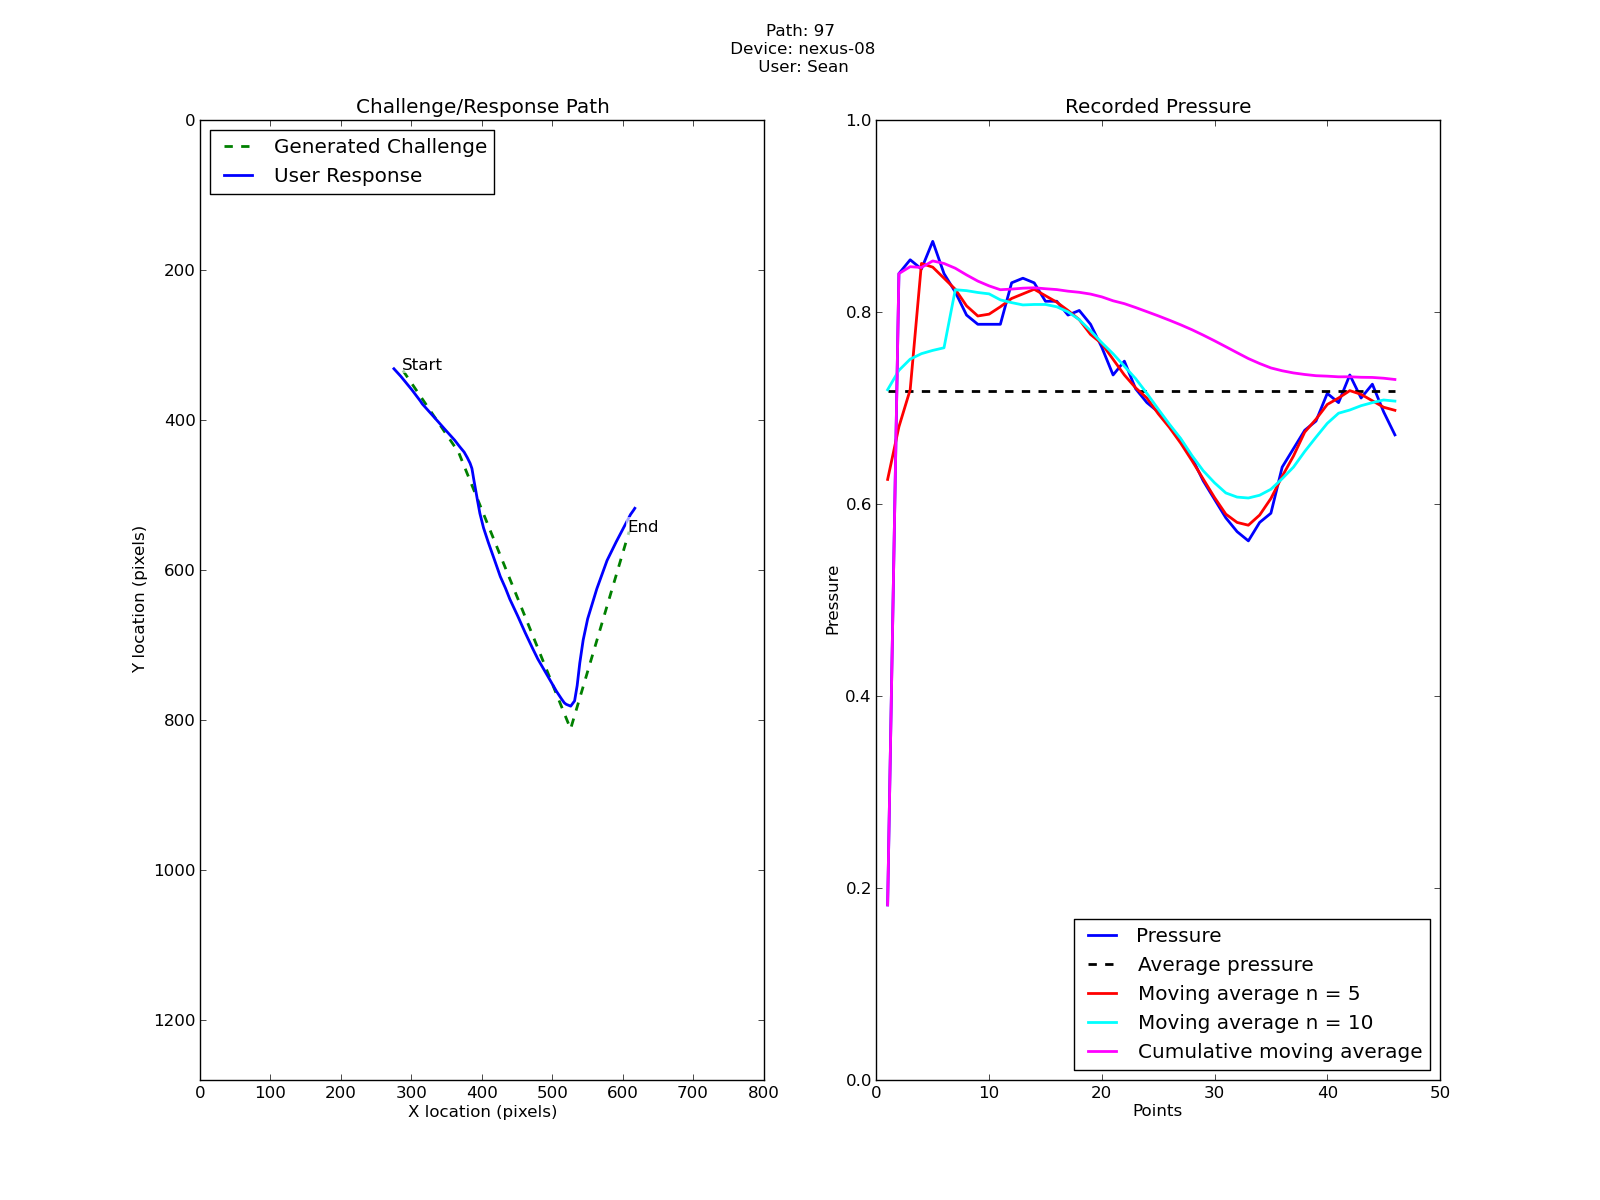 Path: 97
Device: nexus-08
User: Sean
Challenge/Response Path
0
200
400
600
800
1000
1200
Y location (pixels)
Generated Challenge
User Response
Start
End
0 100 200 300 400 500 600 700 800
X location (pixels)
Recorded Pressure
1.0
0.8
0.6
0.4
0.2
0.0
Pressure
Pressure
Average pressure
Moving average n = 5
Moving average n = 10
Cumulative moving average
0 10 20 30 40 50
Points